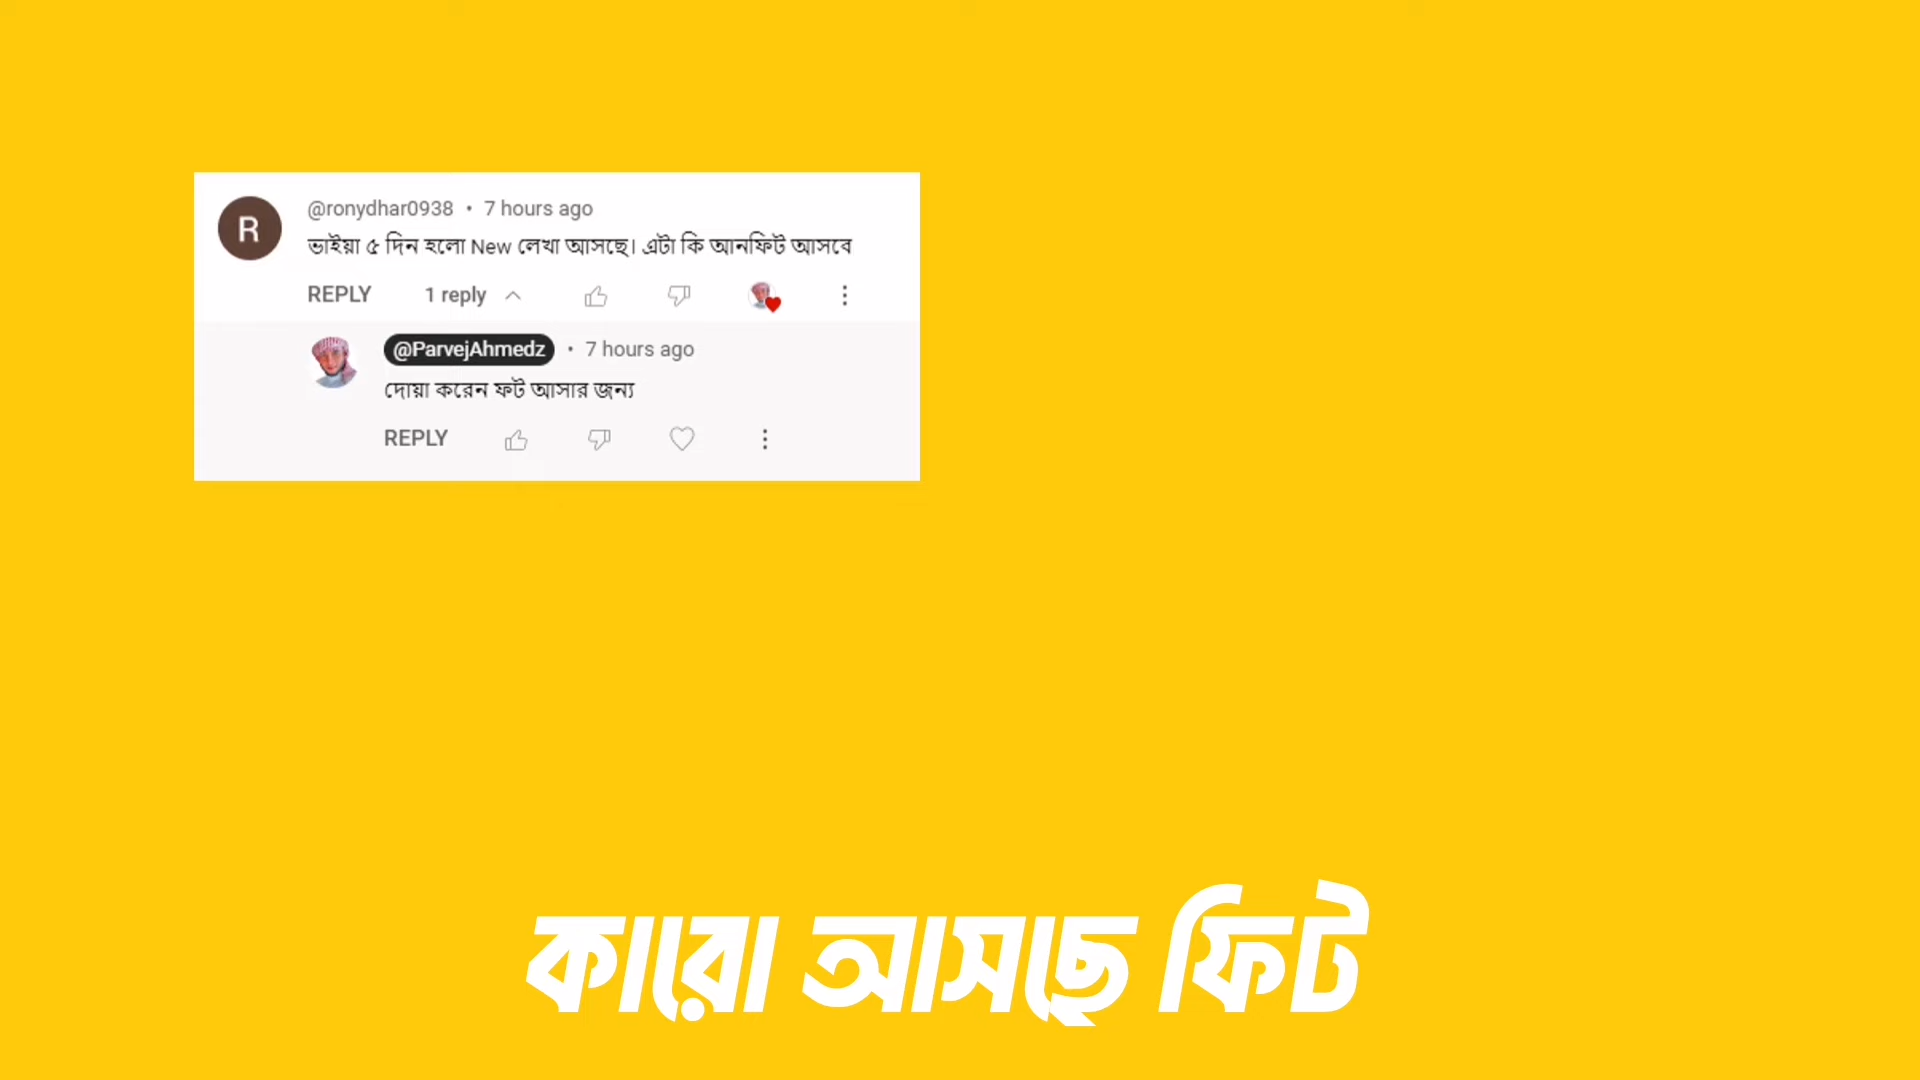 R
@ronydhar0938 • 7 hours ago
ভাইয়া ৫ দিন হলো New লেখা আসছে। এটা কি আনফিট আসবে
REPLY 1 reply
@ParvejAhmedz • 7 hours ago
দোয়া করেন ফট আসার জন্য
REPLY
কারো আসছে ফিট